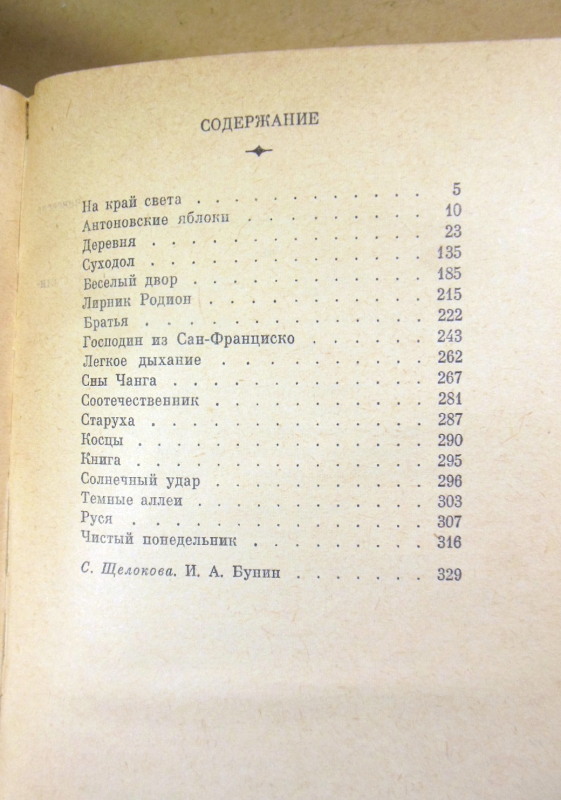 СОДЕРЖАНИЕ
На край света . . . . . . . . . . . . 5
Антоновские яблоки . . . . . . . . . 10
Деревня . . . . . . . . . . . . . . 23
Суходол . . . . . . . . . . . . . . 135
Веселый двор . . . . . . . . . . . . 185
Лирник Родион . . . . . . . . . . . 215
Братья . . . . . . . . . . . . . . 222
Господин из Сан-Франциско . . . . . 243
Легкое дыхание . . . . . . . . . . 262
Сны Чанга . . . . . . . . . . . . . 267
Соотечественник . . . . . . . . . . 281
Старуха . . . . . . . . . . . . . . 287
Косцы . . . . . . . . . . . . . . 290
Книга . . . . . . . . . . . . . . 295
Солнечный удар . . . . . . . . . . 296
Темные аллеи . . . . . . . . . . . 303
Руся . . . . . . . . . . . . . . . 307
Чистый понедельник . . . . . . . . 316
С. Щелокова. И. А. Бунин . . . . . . 329